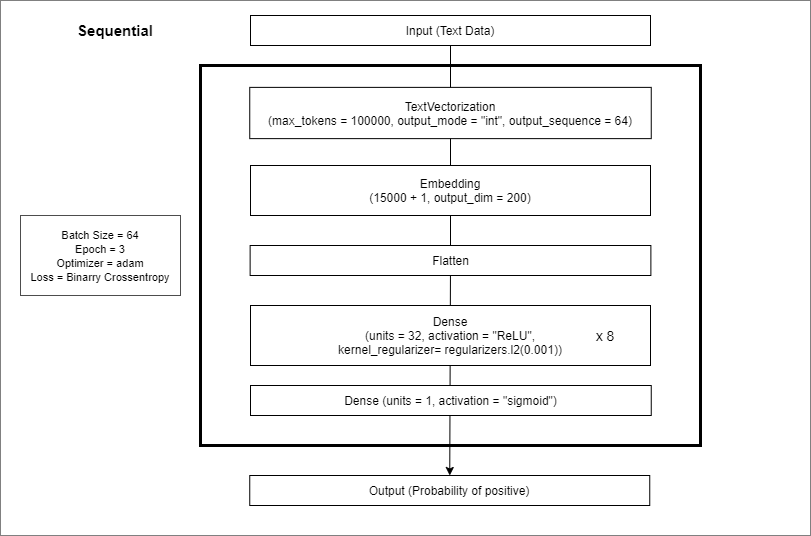 Sequential
Input (Text Data)
TextVectorization
(max_tokens = 100000, output_mode = "int", output_sequence = 64)
Embedding
(15000 + 1, output_dim = 200)
Batch Size = 64
Epoch = 3
Optimizer = adam
Loss = Binarry Crossentropy
Flatten
Dense
(units = 32, activation = "ReLU",
kernel_regularizer= regularizers.l2(0.001))
x 8
Dense (units = 1, activation = "sigmoid")
Output (Probability of positive)